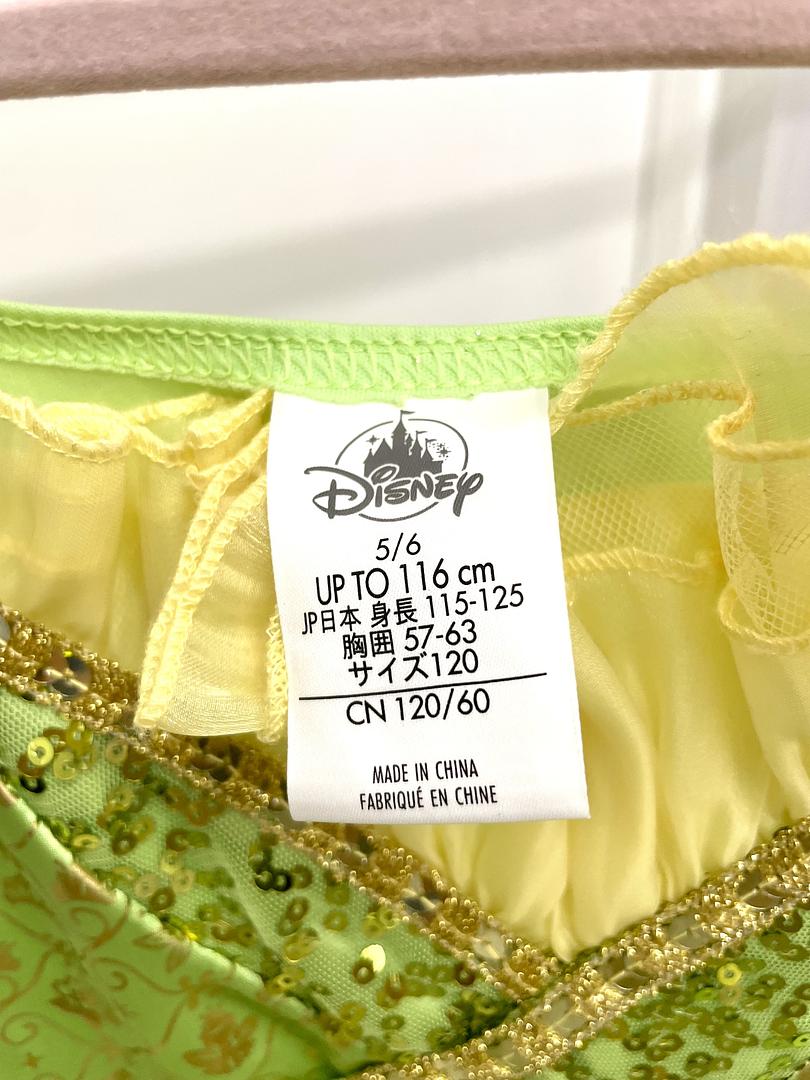 Disney
5/6
UP TO 116 cm
JP日本 身長 115-125
胸囲 57-63
サイズ120
CN 120/60
MADE IN CHINA
FABRIQUÉ EN CHINE